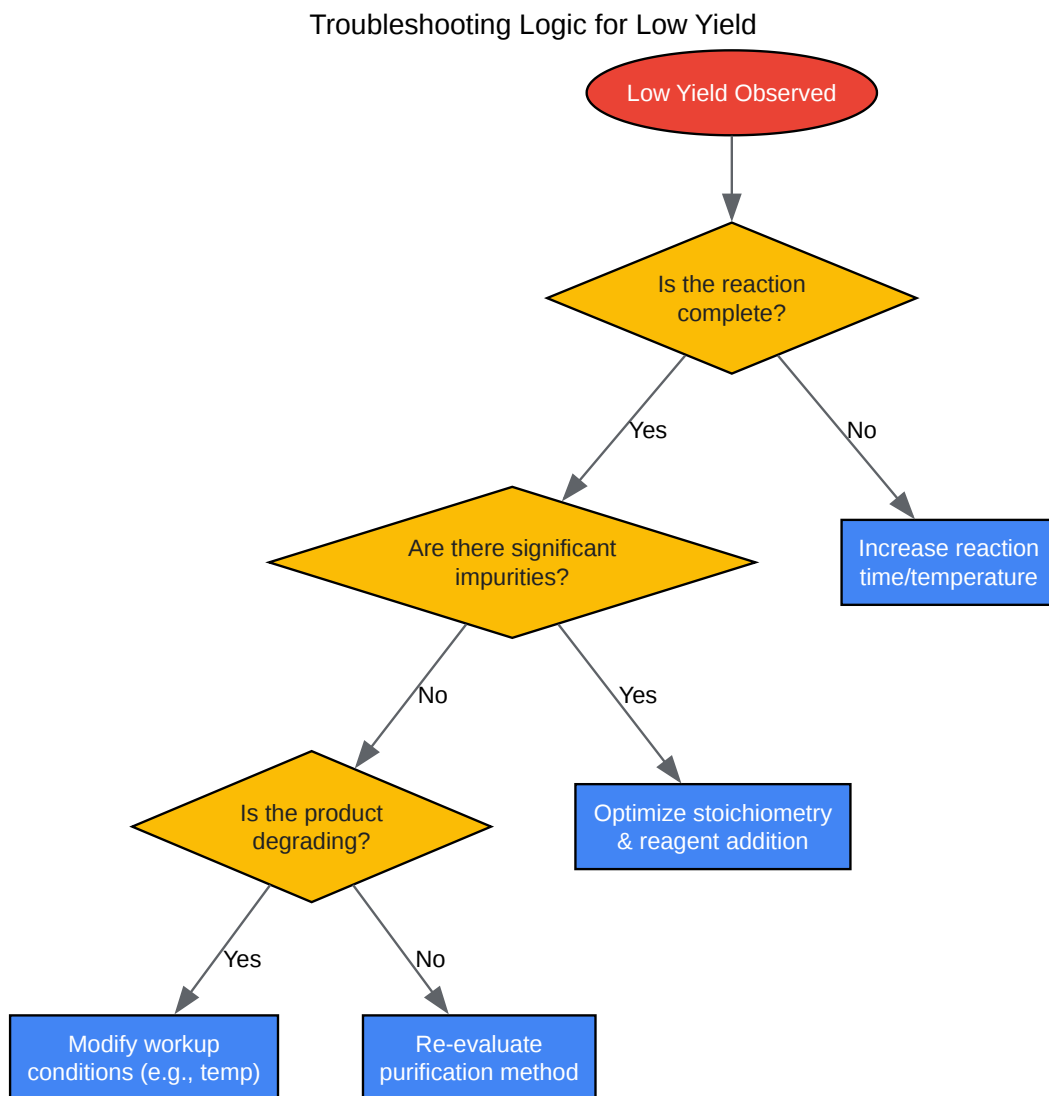 Troubleshooting Logic for Low Yield
Low Yield Observed
Is the reaction
complete?
Yes
No
Are there significant
impurities?
Increase reaction
time/temperature
No
Yes
Is the product
degrading?
Optimize stoichiometry
& reagent addition
Yes
No
Modify workup
conditions (e.g., temp)
Re-evaluate
purification method